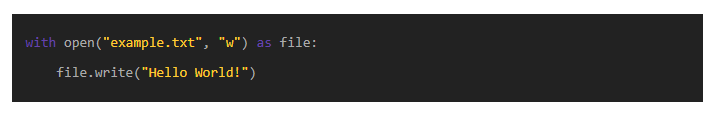 with open("example.txt", "w") as file:
    file.write("Hello World!")